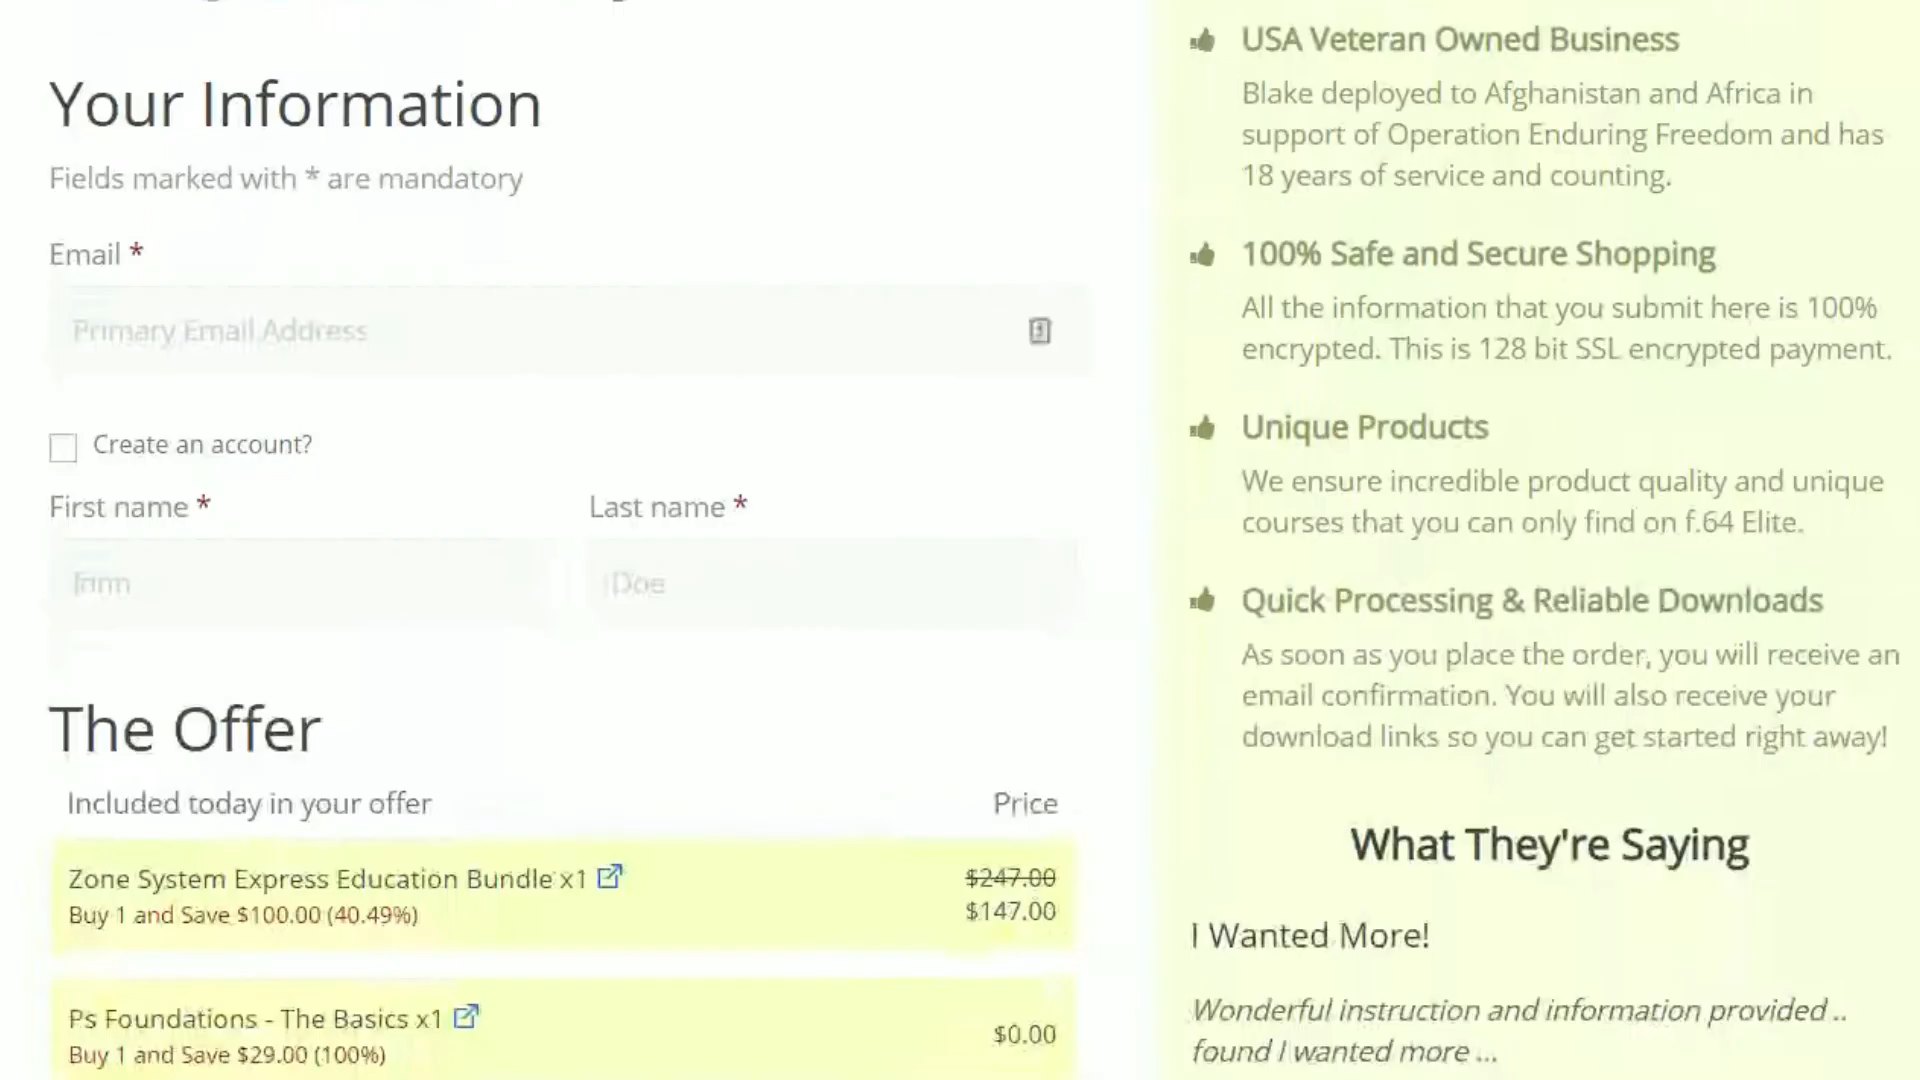 Your Information
Fields marked with * are mandatory
Email *
Primary Email Address
Create an account?
First name *
Last name *
Doe
The Offer
Included today in your offer
Price
Zone System Express Education Bundle x1
$247.00
Buy 1 and Save $100.00 (40.49%)
$147.00
Ps Foundations - The Basics x1
$0.00
Buy 1 and Save $29.00 (100%)
USA Veteran Owned Business
Blake deployed to Afghanistan and Africa in
support of Operation Enduring Freedom and has
18 years of service and counting.
100% Safe and Secure Shopping
All the information that you submit here is 100%
encrypted. This is 128 bit SSL encrypted payment.
Unique Products
We ensure incredible product quality and unique
courses that you can only find on f.64 Elite.
Quick Processing & Reliable Downloads
As soon as you place the order, you will receive an
email confirmation. You will also receive your
download links so you can get started right away!
What They're Saying
I Wanted More!
Wonderful instruction and information provided ..
found I wanted more ...